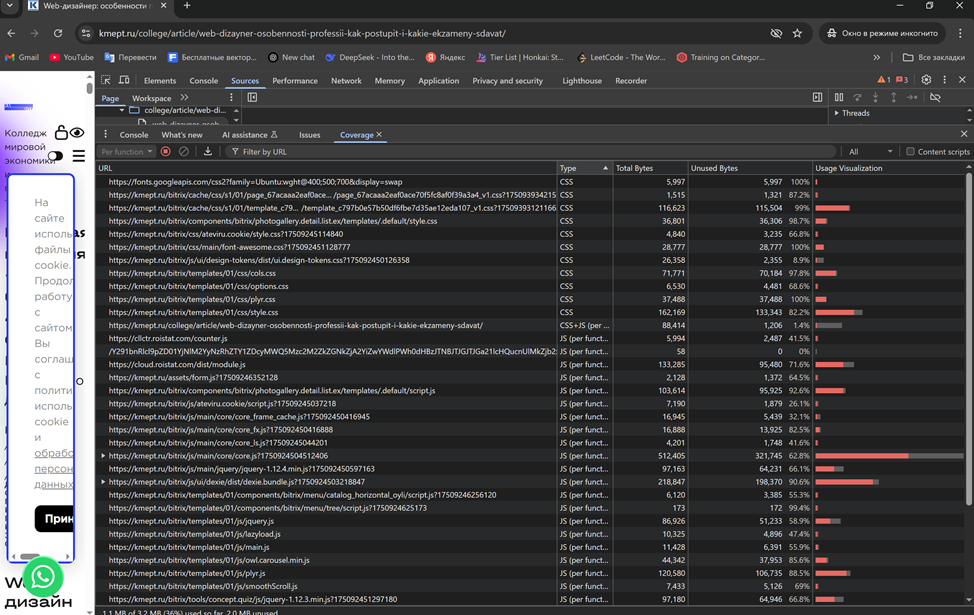 Web-дизайнер: особенности п
kmept.ru/college/article/web-dizayner-osobennosti-professii-kak-postupit-i-kakie-ekzameny-sdavat/
Окно в режиме инкогнито
Gmail YouTube Перевести Бесплатные вектор... New chat DeepSeek - Into the... Яндекс Tier List | Honkai: St... LeetCode - The Wor... Training on Categor... Все закладки
Elements Console Sources Performance Network Memory Application Privacy and security Lighthouse Recorder 1 3
Page Workspace
college/article/web-di...
Threads
Console What's new AI assistance Issues Coverage
Per function Filter by URL All Content scripts
URL Type Total Bytes Unused Bytes Usage Visualization
https://fonts.googleapis.com/css2?family=Ubuntu:wght@400;500;700&display=swap CSS 5,997 5,997 100%
https://kmept.ru/bitrix/cache/css/s1/01/page_67acaaa2eaf0ace... /page_67acaaa2eaf0ace70f5fc8af0f39a3a4_v1.css?175093934215 CSS 1,515 1,321 87.2%
https://kmept.ru/bitrix/cache/css/s1/01/template_c79... /template_c797b0e57b50df6fbe7d35ae12eda107_v1.css?175093931211 66 CSS 116,623 115,504 99%
https://kmept.ru/bitrix/components/bitrix/photogallery.detail.list.ex/templates/.default/style.css CSS 36,801 36,306 98.7%
https://kmept.ru/bitrix/css/ateviru.cookie/style.css?175092451 14840 CSS 4,840 3,235 66.8%
https://kmept.ru/bitrix/css/main/font-awesome.css?175092451 28777 CSS 28,777 28,777 100%
https://kmept.ru/bitrix/js/ui/design-tokens/dist/ui.design-tokens.css?175092450126358 CSS 26,358 2,355 8.9%
https://kmept.ru/bitrix/templates/01/css/cols.css CSS 71,771 70,184 97.8%
https://kmept.ru/bitrix/templates/01/css/options.css CSS 6,530 4,481 68.6%
https://kmept.ru/bitrix/templates/01/css/plyr.css CSS 37,488 37,488 100%
https://kmept.ru/bitrix/templates/01/css/style.css CSS 162,169 133,343 82.2%
https://kmept.ru/college/article/web-dizayner-osobennosti-professii-kak-postupit-i-kakie-ekzameny-sdavat/ CSS+JS (per ... 88,414 1,206 1.4%
https://cllctr.roistat.com/counter.js JS (per funct... 5,994 2,487 41.5%
58 0 0%
https://cloud.roistat.com/dist/module.js JS (per funct... 133,285 95,480 71.6%
https://kmept.ru/assets/form.js?17509246352128 JS (per funct... 2,128 1,372 64.5%
https://kmept.ru/bitrix/components/bitrix/photogallery.detail.list.ex/templates/.default/script.js JS (per funct... 103,614 95,925 92.6%
https://kmept.ru/bitrix/js/ateviru.cookie/script.js?17509245037218 JS (per funct... 7,190 1,879 26.1%
https://kmept.ru/bitrix/js/main/core/core_frame_cache.js?175092450416945 JS (per funct... 16,945 5,439 32.1%
https://kmept.ru/bitrix/js/main/core/core_fx.js?175092450416888 JS (per funct... 16,888 13,925 82.5%
https://kmept.ru/bitrix/js/main/core/core_ls.js?17509245044201 JS (per funct... 4,201 1,748 41.6%
https://kmept.ru/bitrix/js/main/core/core.js?1750924504512406 JS (per funct... 512,405 321,745 62.8%
https://kmept.ru/bitrix/js/main/jquery/jquery-1.12.4.min.js?175092450597163 JS (per funct... 97,163 64,231 66.1%
https://kmept.ru/bitrix/js/ui/dexie/dist/dexie.bundle.js?1750924503218847 JS (per funct... 218,847 198,370 90.6%
https://kmept.ru/bitrix/templates/01/components/bitrix/menu/catalog_horizontal_oyli/script.js?17509246256120 JS (per funct... 6,120 3,385 55.3%
https://kmept.ru/bitrix/templates/01/components/bitrix/menu/tree/script.js?1750924625173 JS (per funct... 173 172 99.4%
https://kmept.ru/bitrix/templates/01/js/jquery.js JS (per funct... 86,926 51,233 58.9%
https://kmept.ru/bitrix/templates/01/js/lazyload.js JS (per funct... 10,325 4,896 47.4%
https://kmept.ru/bitrix/templates/01/js/main.js JS (per funct... 11,428 6,391 55.9%
https://kmept.ru/bitrix/templates/01/js/owl.carousel.min.js JS (per funct... 44,342 37,953 85.6%
https://kmept.ru/bitrix/templates/01/js/plyr.js JS (per funct... 120,580 106,735 88.5%
https://kmept.ru/bitrix/templates/01/js/smoothScroll.js JS (per funct... 7,433 5,126 69%
https://kmept.ru/bitrix/tools/concept.quiz/js/jquery-1.12.3.min.js?175092451297180 JS (per funct... 97,180 64,946 66.8%
1.1 MB of 3.2 MB (36%) used so far, 2.0 MB unused
Колледж
мировой
экономики
На
сайте
исполь
файлы
cookie.
Продол
работу
с
сайтом
Вы
соглаш
с
полити
исполь
cookie
и
обрабо
персон
данных
Прин
дизайн